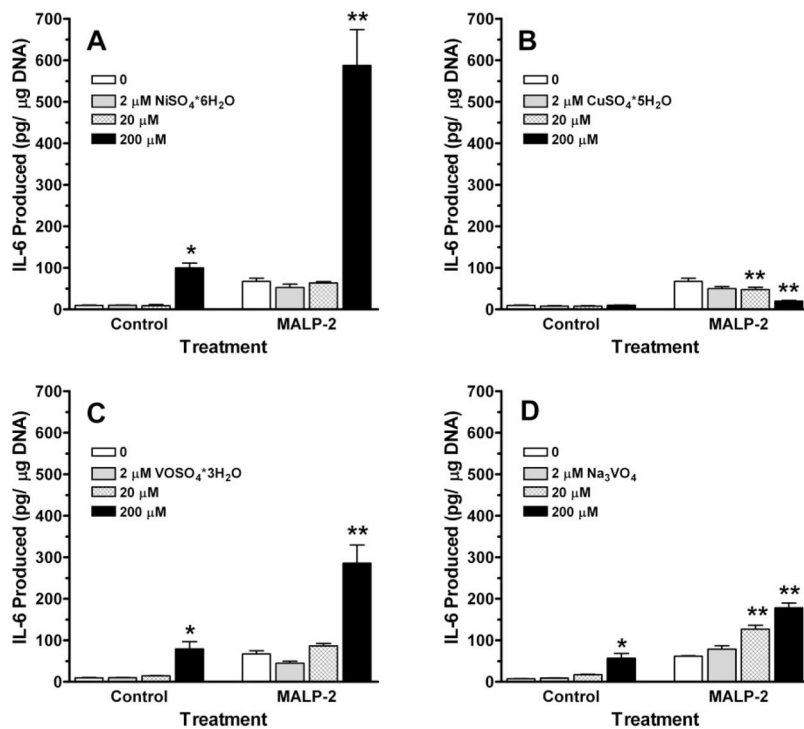 A
IL-6 Produced (pg/ μg DNA)
700
600
500
400
300
200
100
0
0
2 μM NiSO₄*6H₂O
20 μM
200 μM
*
**
Control
MALP-2
Treatment
B
IL-6 Produced (pg/ μg DNA)
700
600
500
400
300
200
100
0
0
2 μM CuSO₄*5H₂O
20 μM
200 μM
**
**
Control
MALP-2
Treatment
C
IL-6 Produced (pg/ μg DNA)
700
600
500
400
300
200
100
0
0
2 μM VOSO₄*3H₂O
20 μM
200 μM
*
**
Control
MALP-2
Treatment
D
IL-6 Produced (pg/ μg DNA)
700
600
500
400
300
200
100
0
0
2 μM Na₃VO₄
20 μM
200 μM
*
**
**
Control
MALP-2
Treatment